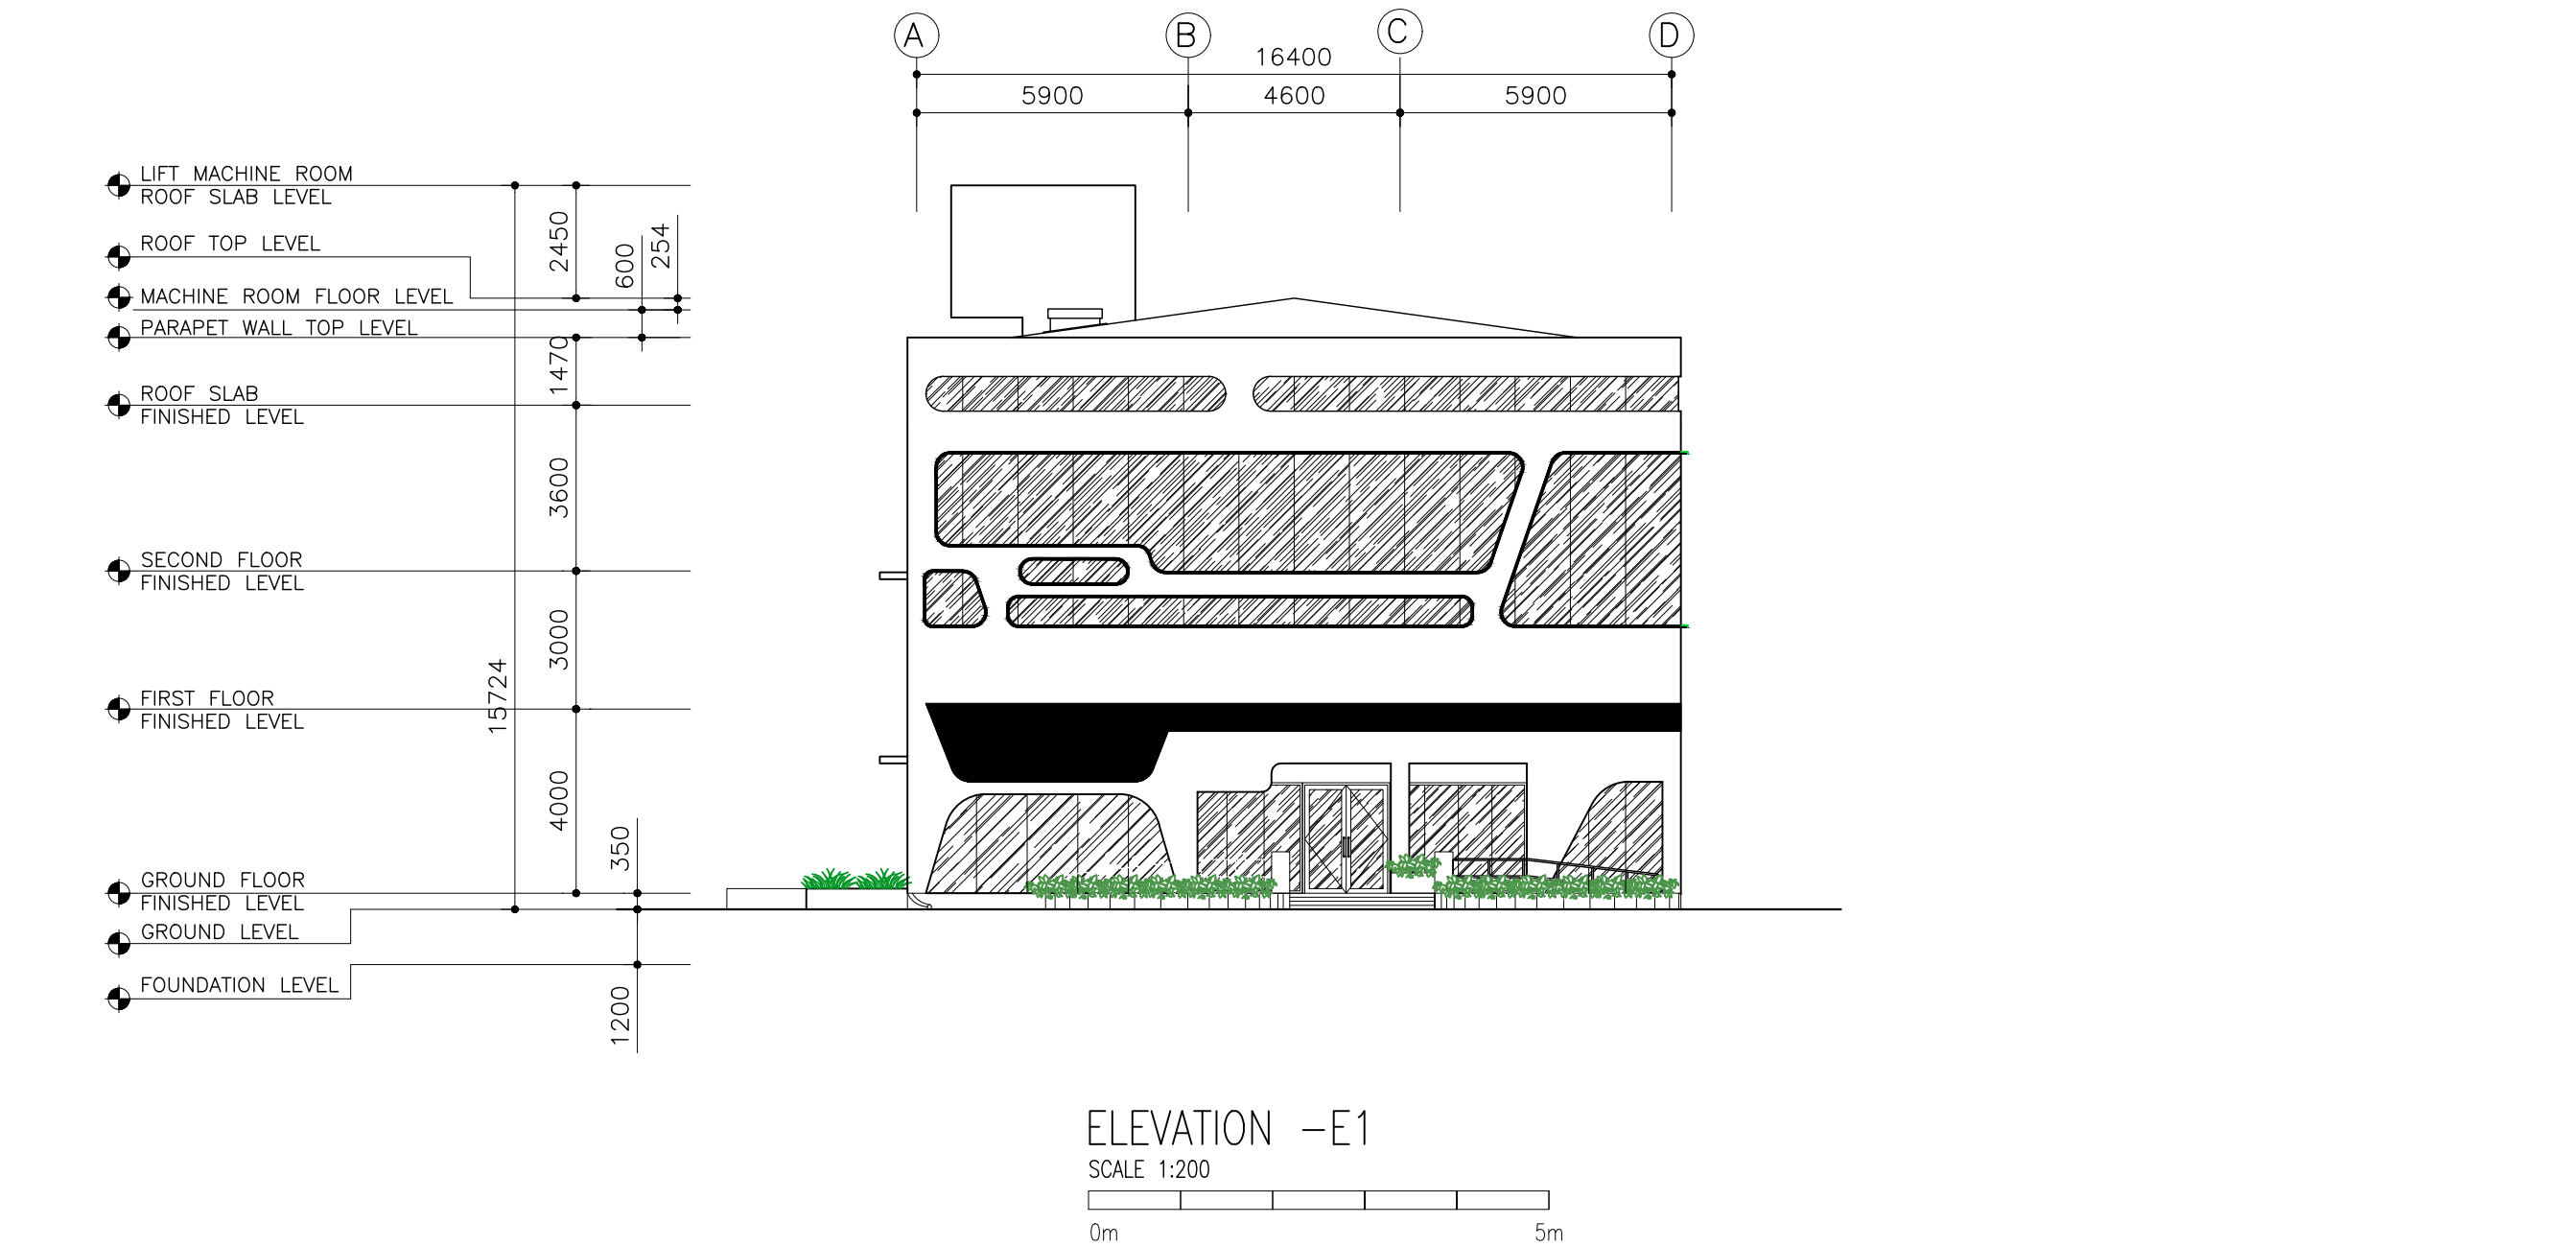 A B C D
16400
5900 4600 5900
LIFT MACHINE ROOM
ROOF SLAB LEVEL
ROOF TOP LEVEL
MACHINE ROOM FLOOR LEVEL
PARAPET WALL TOP LEVEL
ROOF SLAB
FINISHED LEVEL
SECOND FLOOR
FINISHED LEVEL
FIRST FLOOR
FINISHED LEVEL
GROUND FLOOR
FINISHED LEVEL
GROUND LEVEL
FOUNDATION LEVEL
15724
2450
1470
3600
3000
4000
600
254
350
1200
ELEVATION -E1
SCALE 1:200
0m 5m